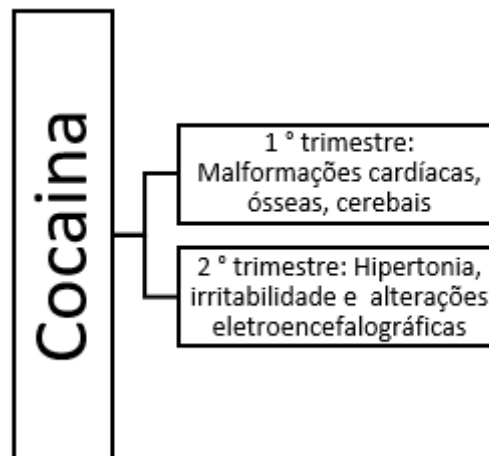 Cocaina
1 ° trimestre:
Malformações cardíacas,
ósseas, cerebais
2 ° trimestre: Hipertonia,
irritabilidade e alterações
eletroencefalográficas